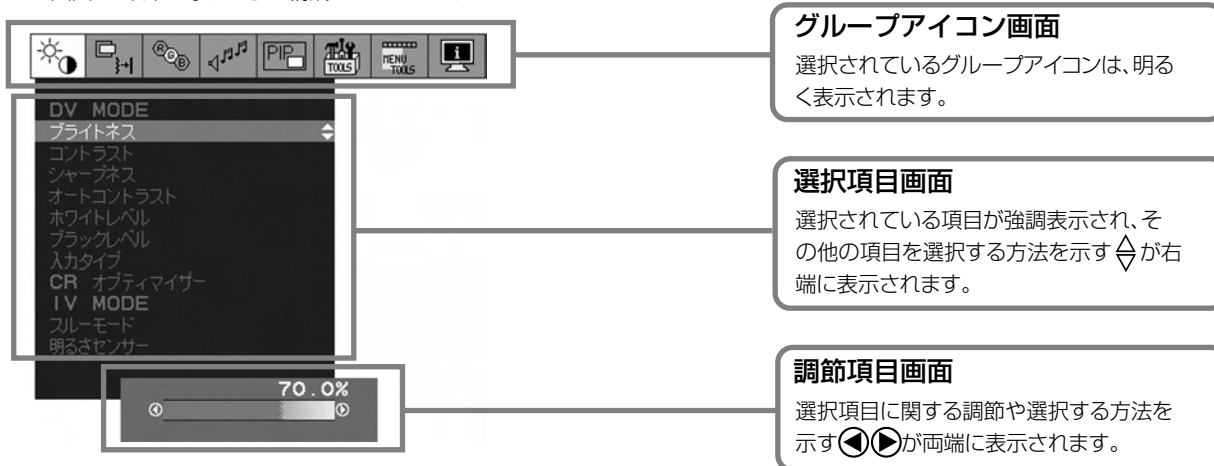 グループアイコン画面
選択されているグループアイコンは、明る
く表示されます。
R G B
PIP
TOOLS
MENU
TOOLS
i
DV MODE
ブライトネス
コントラスト
シャープネス
オートコントラスト
ホワイトレベル
ブラックレベル
入力タイプ
CR オプティマイザー
IV MODE
スルーモード
明るさセンサー
選択項目画面
選択されている項目が強調表示され、そ
の他の項目を選択する方法を示す が右
端に表示されます。
70.0%
調節項目画面
選択項目に関する調節や選択する方法を
示す が両端に表示されます。